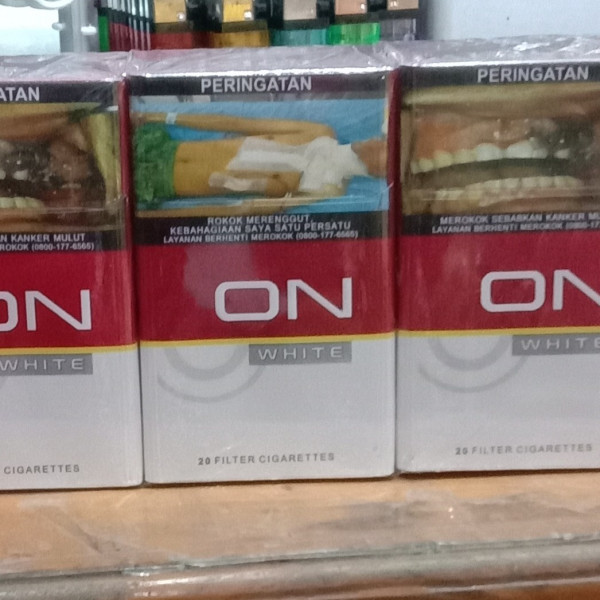 ATAN
N KANKER MULUT
ROKOK (0800-177-6565)
ON
WHITE
CIGARETTES
PERINGATAN
ROKOK MERENGGUT,
KEBAHAGIAAN SAYA SATU PERSATU
LAYANAN BERHENTI MEROKOK (0800-177-6565)
ON
WHITE
20 FILTER CIGARETTES
PERINGATAN
MEROKOK SEBABKAN KANKER MU
LAYANAN BERHENTI MEROKOK (0800-177-6
ON
WHITE
20 FILTER CIGARETTES